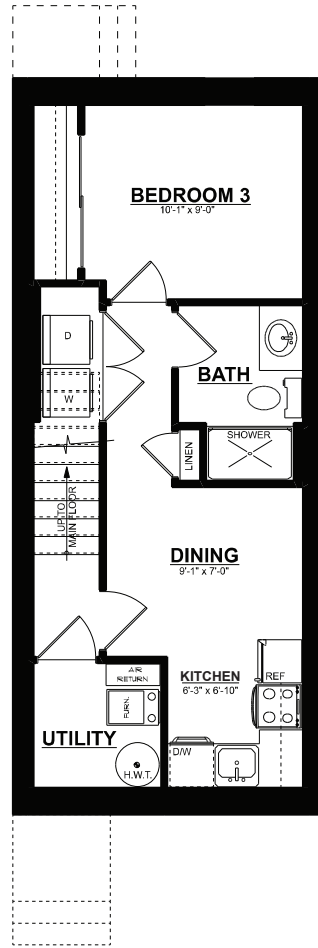 BEDROOM 3
10'-1" x 9'-0"
D
W
BATH
SHOWER
LINEN
UP TO
MAIN FLOOR
DINING
9'-1" x 7'-0"
KITCHEN
6'-3" x 6'-10"
REF
AIR
RETURN
FURN.
UTILITY
H.W.T.
D/W